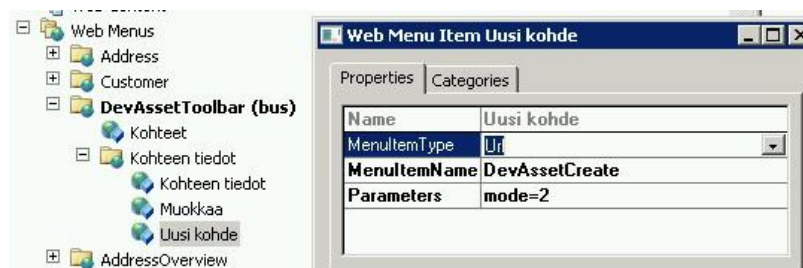 Web Menus
Address
Customer
DevAssetToolbar (bus)
Kohteet
Kohteen tiedot
Kohteen tiedot
Muokkaa
Uusi kohde
AddressOverview
Web Menu Item Uusi kohde
Properties Categories
Name Uusi kohde
MenuItemType Url
MenuItemName DevAssetCreate
Parameters mode=2